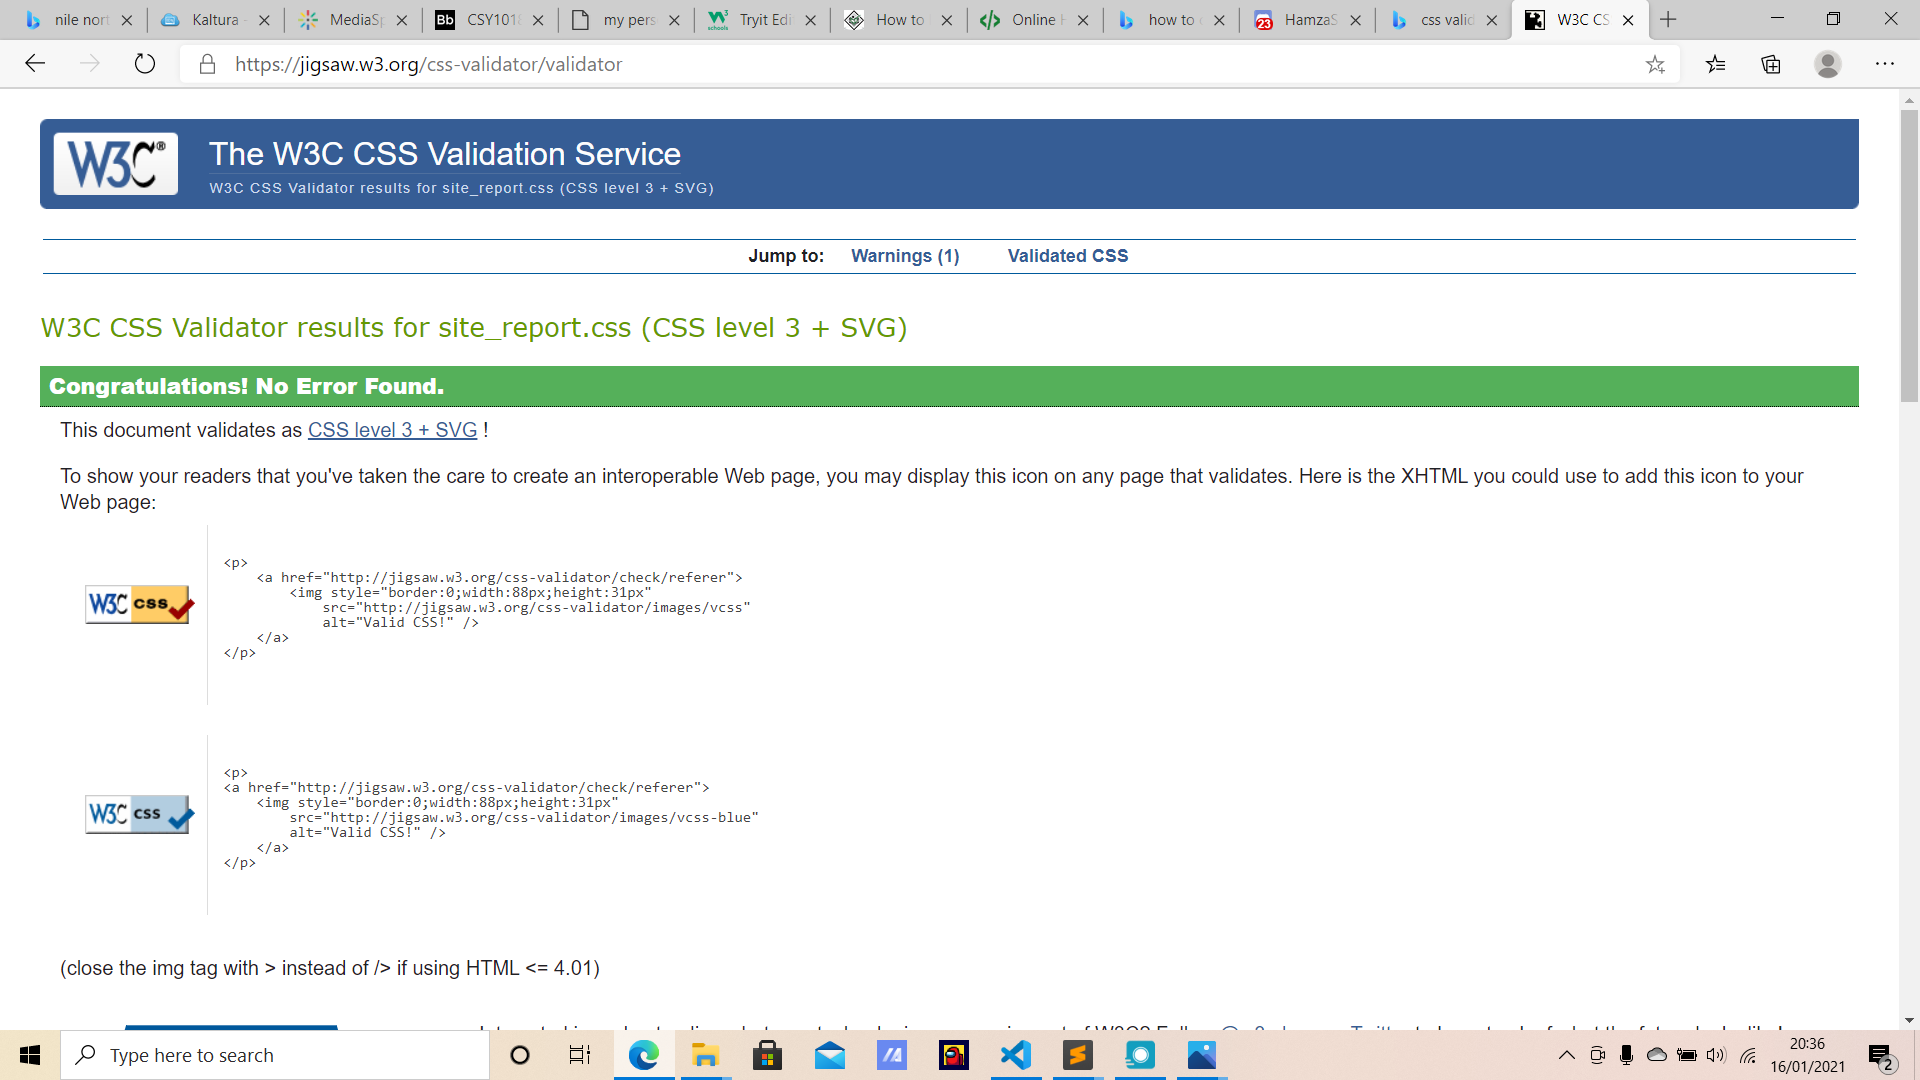 nile nort
Kaltura -
MediaSp
Bb
CSY1018
my pers
W3 schools
Tryit Edi
How to
Online H
how to c
23
HamzaS
css valid
W3C CS
https://jigsaw.w3.org/css-validator/validator
W3C®
The W3C CSS Validation Service
W3C CSS Validator results for site_report.css (CSS level 3 + SVG)
Jump to: Warnings (1) Validated CSS
W3C CSS Validator results for site_report.css (CSS level 3 + SVG)
Congratulations! No Error Found.
This document validates as CSS level 3 + SVG !
To show your readers that you've taken the care to create an interoperable Web page, you may display this icon on any page that validates. Here is the XHTML you could use to add this icon to your
Web page:
W3C css
<p>
<a href="http://jigsaw.w3.org/css-validator/check/referer">
<img style="border:0;width:88px;height:31px"
src="http://jigsaw.w3.org/css-validator/images/vcss"
alt="Valid CSS!" />
</a>
</p>
W3C css
<p>
<a href="http://jigsaw.w3.org/css-validator/check/referer">
<img style="border:0;width:88px;height:31px"
src="http://jigsaw.w3.org/css-validator/images/vcss-blue"
alt="Valid CSS!" />
</a>
</p>
(close the img tag with > instead of /> if using HTML <= 4.01)
Type here to search
20:36
16/01/2021
2